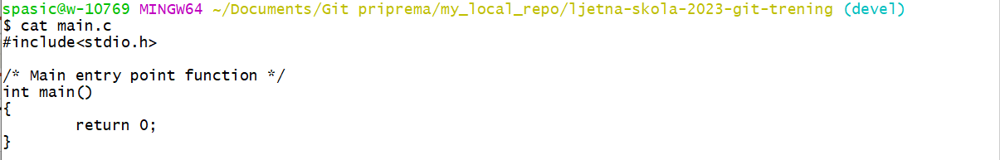 spasic@w-10769 MINGW64 ~/Documents/Git priprema/my_local_repo/ljetna-skola-2023-git-trening (devel)
$ cat main.c
#include<stdio.h>

/* Main entry point function */
int main()
{
        return 0;
}